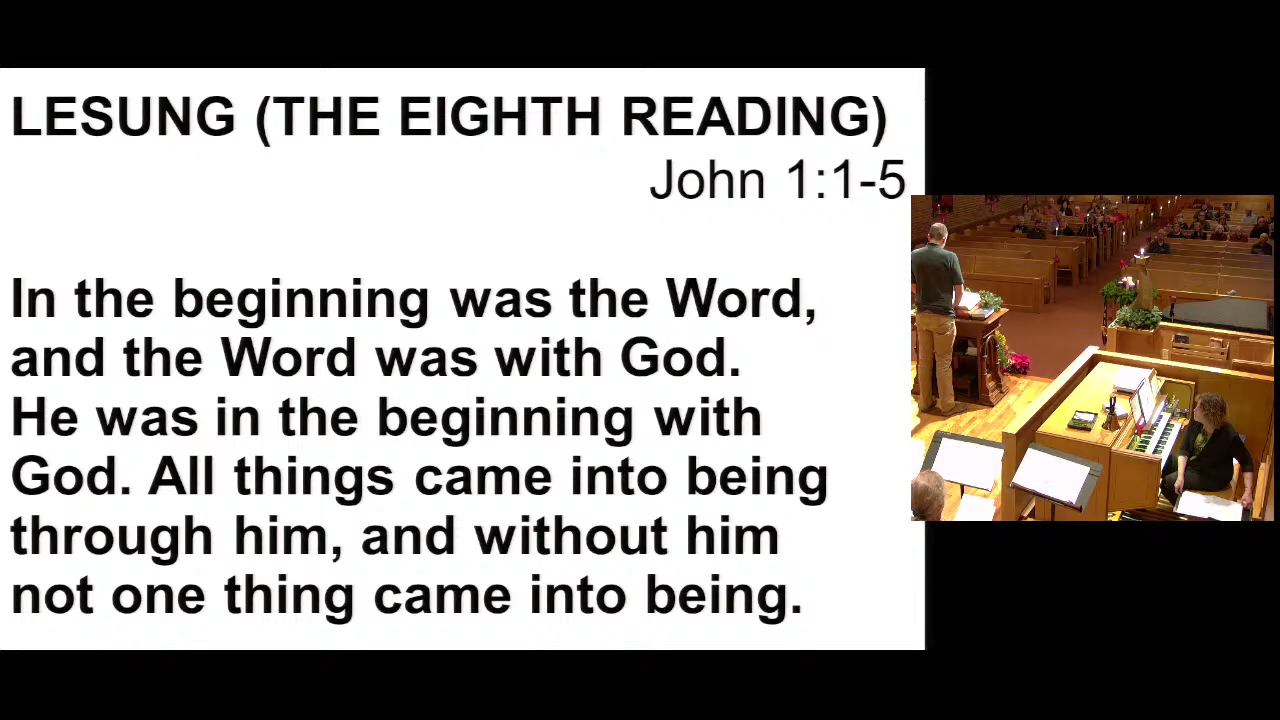 LESUNG (THE EIGHTH READING)
John 1:1-5
In the beginning was the Word,
and the Word was with God.
He was in the beginning with
God. All things came into being
through him, and without him
not one thing came into being.